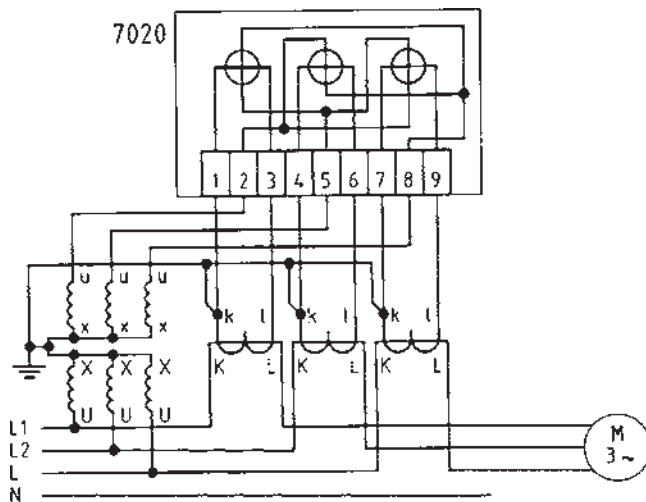 7020
1 2 3 4 5 6 7 8 9
u u u
k l k l k l
x x x
X X X
K L K L K L
U U U
L1
L2
L
N
M
3~